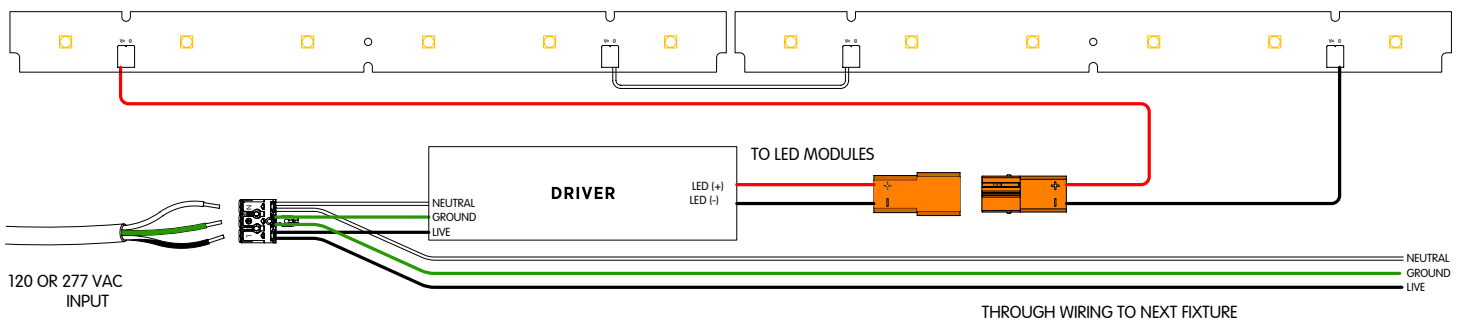 TO LED MODULES
DRIVER
LED (+)
LED (-)
NEUTRAL
GROUND
LIVE
N
L
120 OR 277 VAC
INPUT
NEUTRAL
GROUND
LIVE
THROUGH WIRING TO NEXT FIXTURE